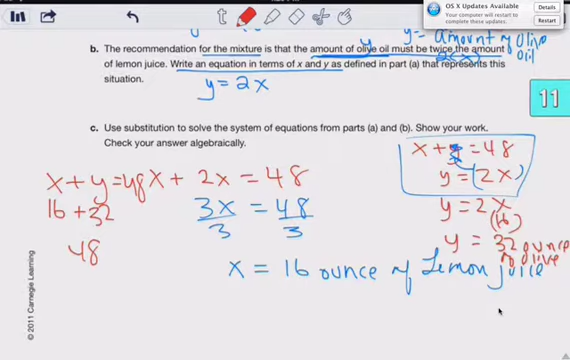 OS X Updates Available
Your computer will restart to complete these updates.
Details
Restart
y=
Amount of Olive
oil
y
2(x)
b. The recommendation for the mixture is that the amount of olive oil must be twice the amount
of lemon juice. Write an equation in terms of x and y as defined in part (a) that represents this
situation.
y = 2x
11
c. Use substitution to solve the system of equations from parts (a) and (b). Show your work.
Check your answer algebraically.
x + y = 48
y = (2x)
x + y = 48
x + 2x = 48
16 + 32
48
3x = 48
3 3
y = 2x
(16)
y = 32 ounce
of olive
x = 16 ounce of Lemon juice
© 2011 Carnegie Learning